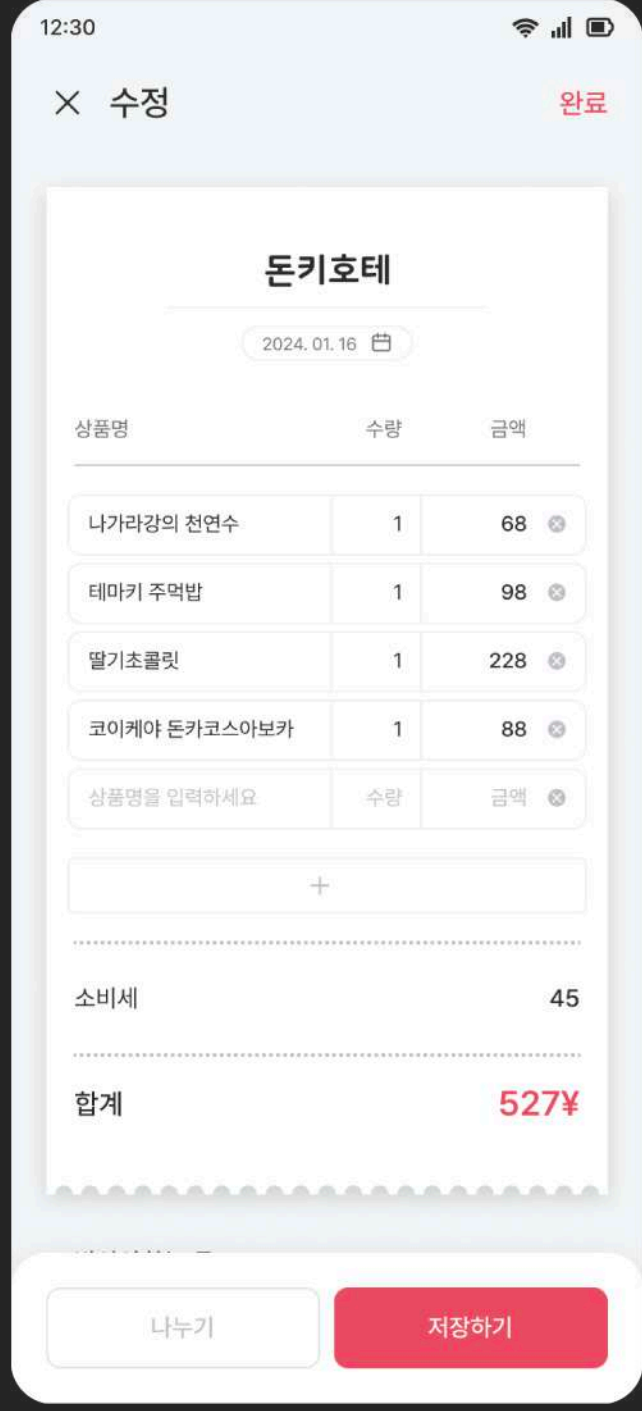 12:30
수정 완료
돈키호테
2024. 01. 16
상품명 수량 금액
나가라강의 천연수 1 68
테마키 주먹밥 1 98
딸기초콜릿 1 228
코이케야 돈카코스아보카 1 88
상품명을 입력하세요 수량 금액
+
소비세 45
합계 527¥
나누기 저장하기